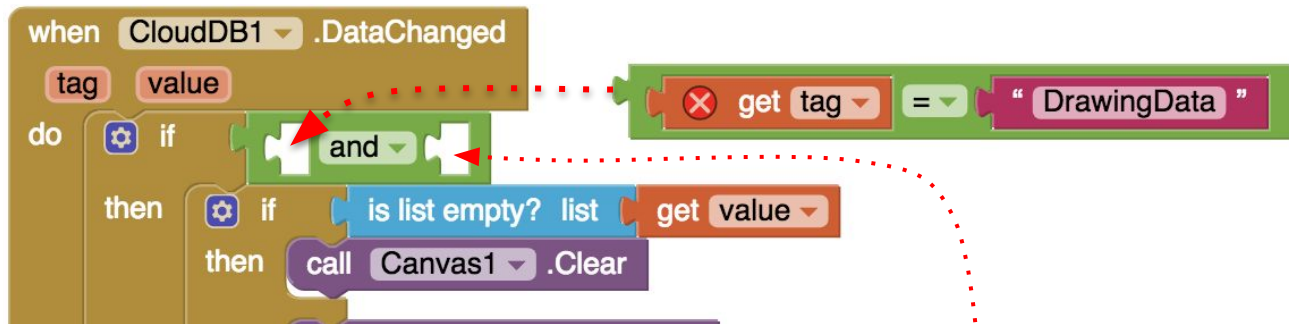 when CloudDB1 .DataChanged
tag value
get tag = " DrawingData "
do if and
then if is list empty? list get value
then call Canvas1 .Clear